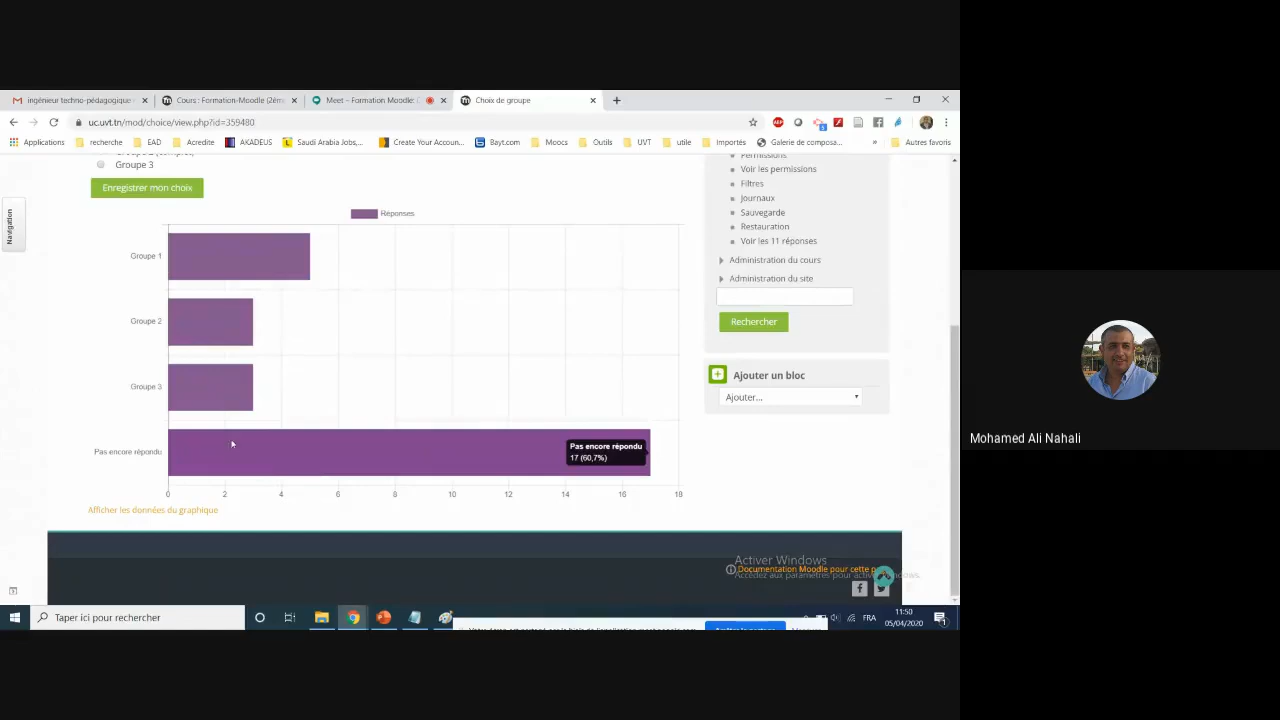 ingénieur techno-pédagogique
Cours : Formation-Moodle (2ème
Meet – Formation Moodle:
Choix de groupe
uc.uvt.tn/mod/choice/view.php?id=359480
Applications
recherche
EAD
Acredite
AKADEUS
Saudi Arabia Jobs,...
Create Your Accoun...
Bayt.com
Moocs
Outils
UVT
utile
Importés
Galerie de composa...
»
Autres favoris
Groupe 3
Enregistrer mon choix
Navigation
Réponses
Groupe 1
Groupe 2
Groupe 3
Pas encore répondu
Pas encore répondu
17 (60,7%)
0 2 4 6 8 10 12 14 16 18
Afficher les données du graphique
Permissions
Voir les permissions
Filtres
Journaux
Sauvegarde
Restauration
Voir les 11 réponses
Administration du cours
Administration du site
Rechercher
Ajouter un bloc
Ajouter...
Activer Windows
Documentation Moodle pour cette
Accédez aux paramètres pour
Taper ici pour rechercher
FRA
11:50
05/04/2020
Mohamed Ali Nahali